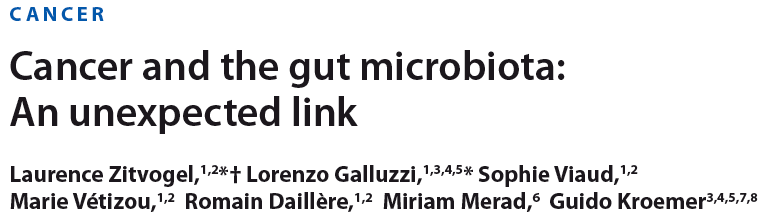 CANCER
Cancer and the gut microbiota:
An unexpected link
Laurence Zitvogel,1,2*† Lorenzo Galluzzi,1,3,4,5* Sophie Viaud,1,2
Marie Vétizou,1,2 Romain Daillère,1,2 Miriam Merad,6 Guido Kroemer3,4,5,7,8